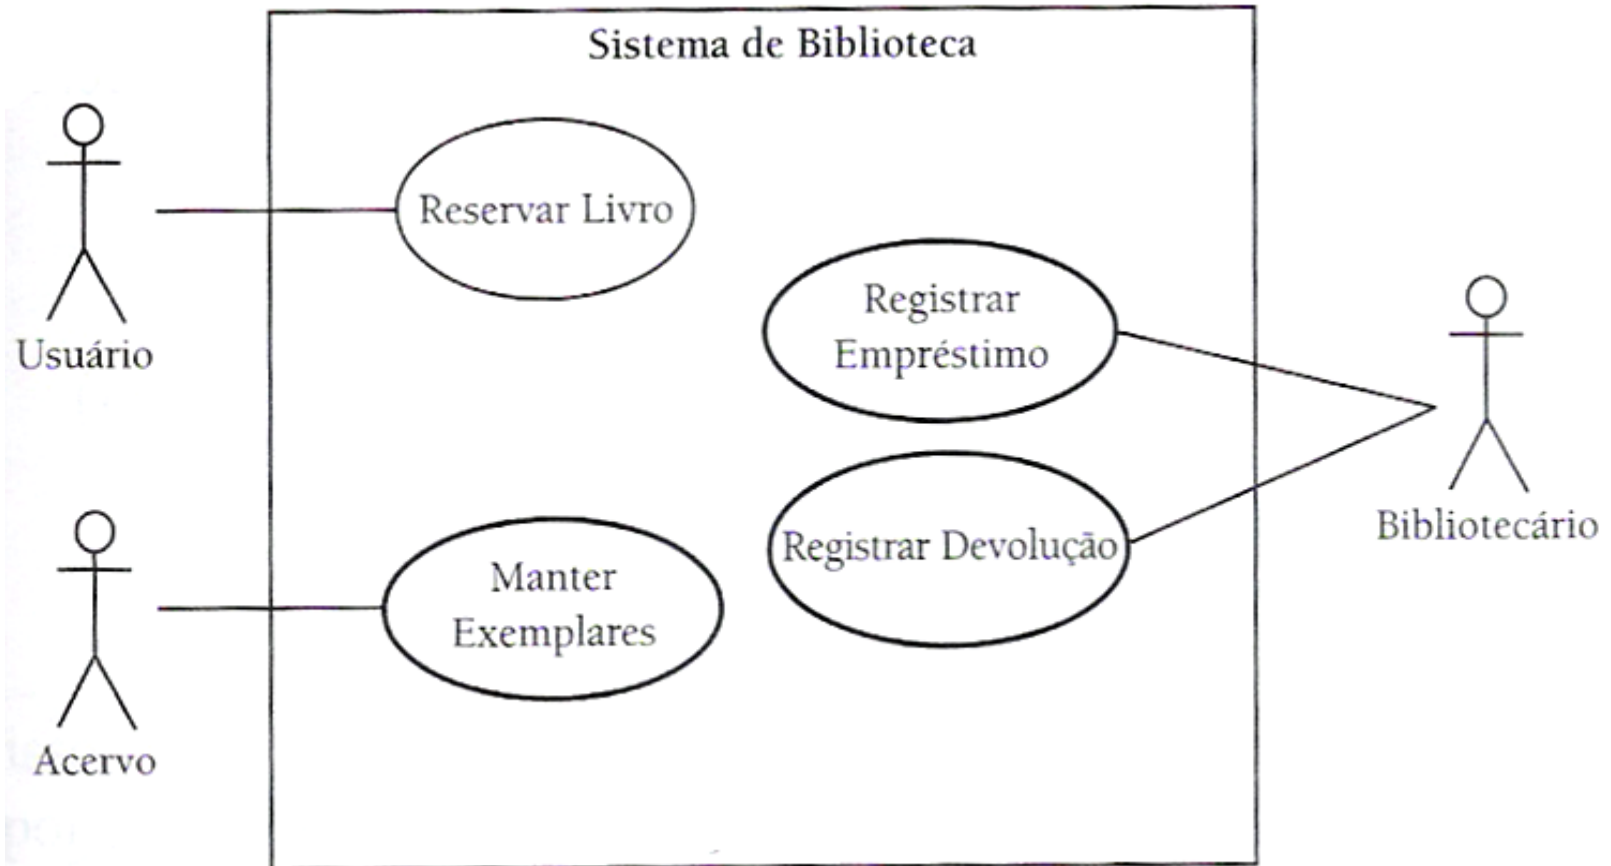 Sistema de Biblioteca
Reservar Livro
Usuário
Registrar
Empréstimo
Registrar Devolução
Bibliotecário
Manter
Exemplares
Acervo